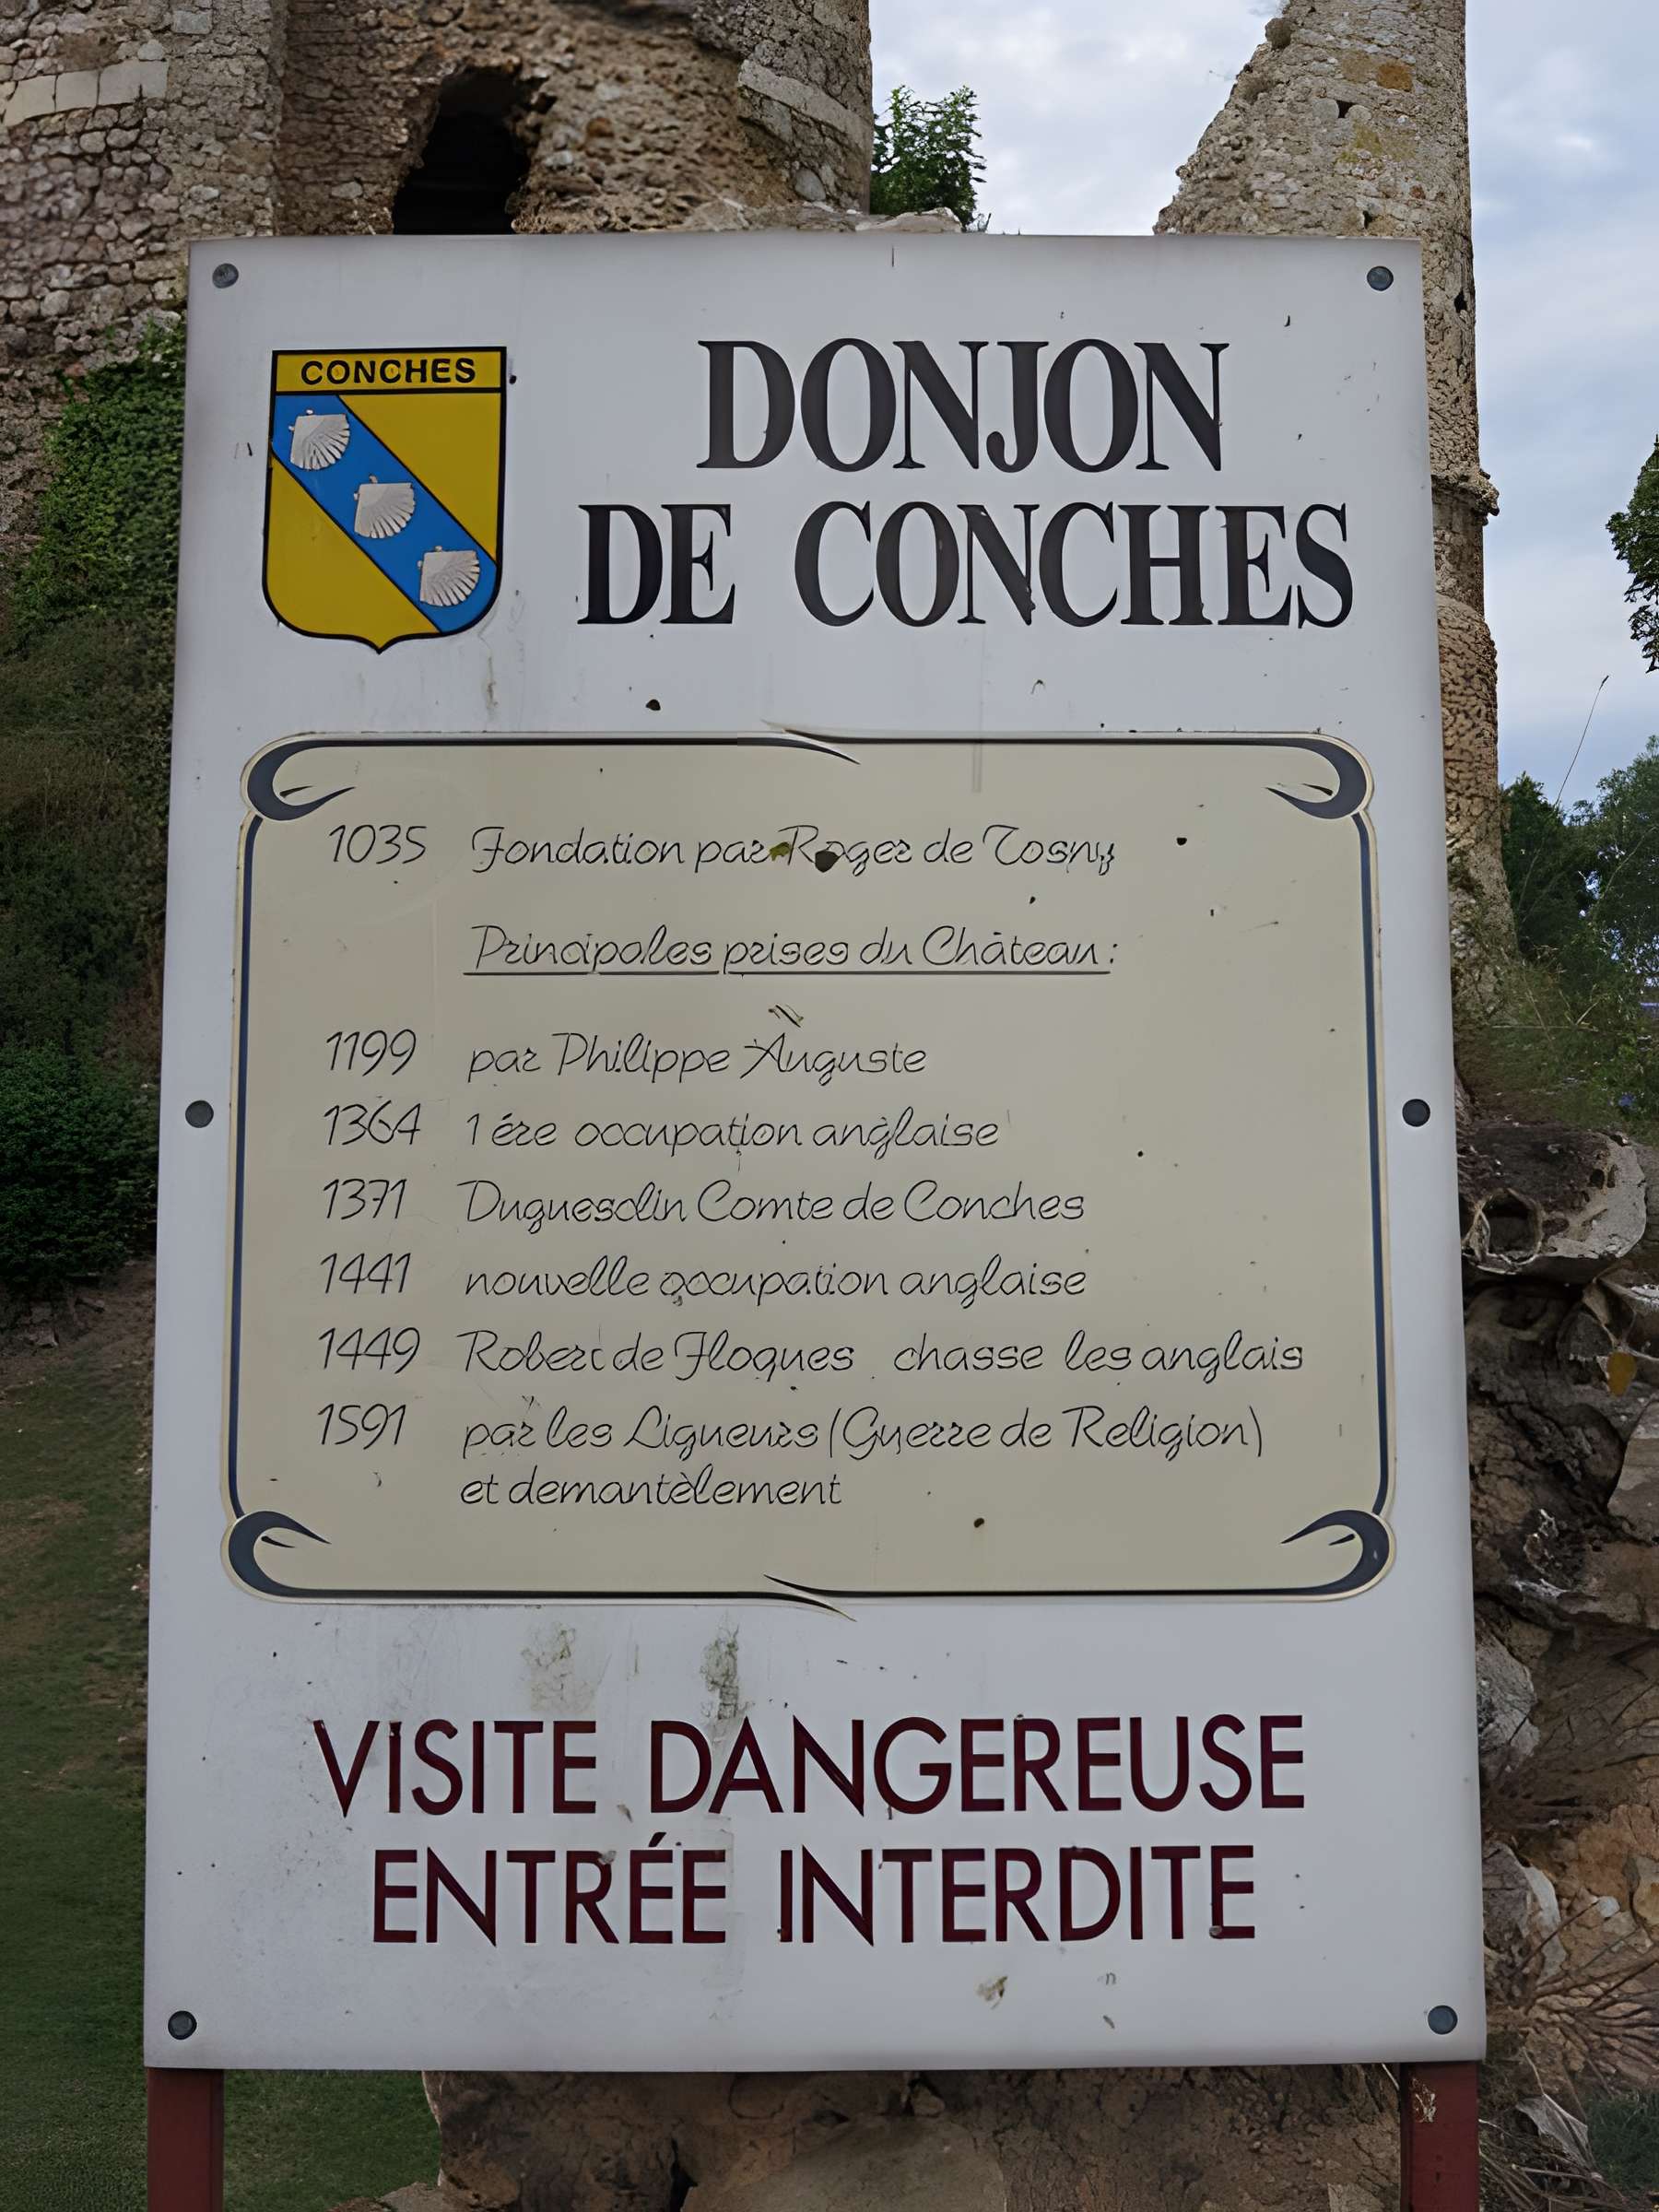 CONCHES
DONJON
DE CONCHES
1035 Fondation par Roger de Tosny
Principales prises du Château :
1199 par Philippe Auguste
1364 1ére occupation anglaise
1371 Duguesclin Comte de Conches
1441 nouvelle occupation anglaise
1449 Robert de Floques chasse les anglais
1591 par les Ligueurs (Guerre de Religion)
et demantèlement
VISITE DANGEREUSE
ENTRÉE INTERDITE